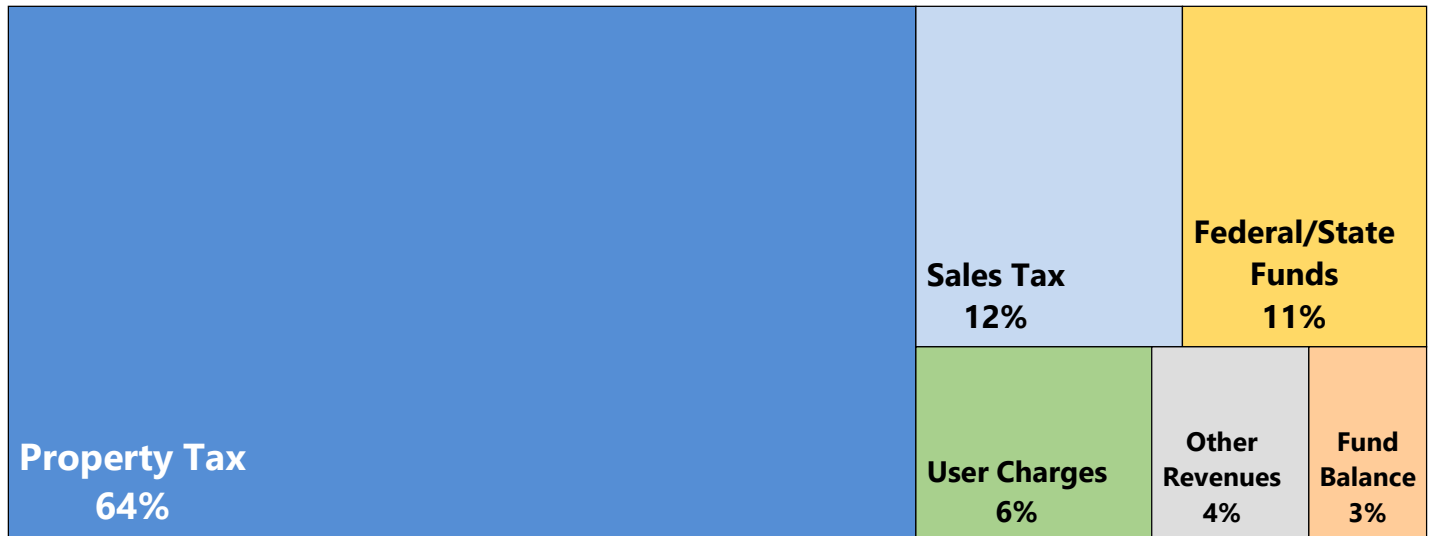 Property Tax
64%
Sales Tax
12%
Federal/State
Funds
11%
User Charges
6%
Other
Revenues
4%
Fund
Balance
3%